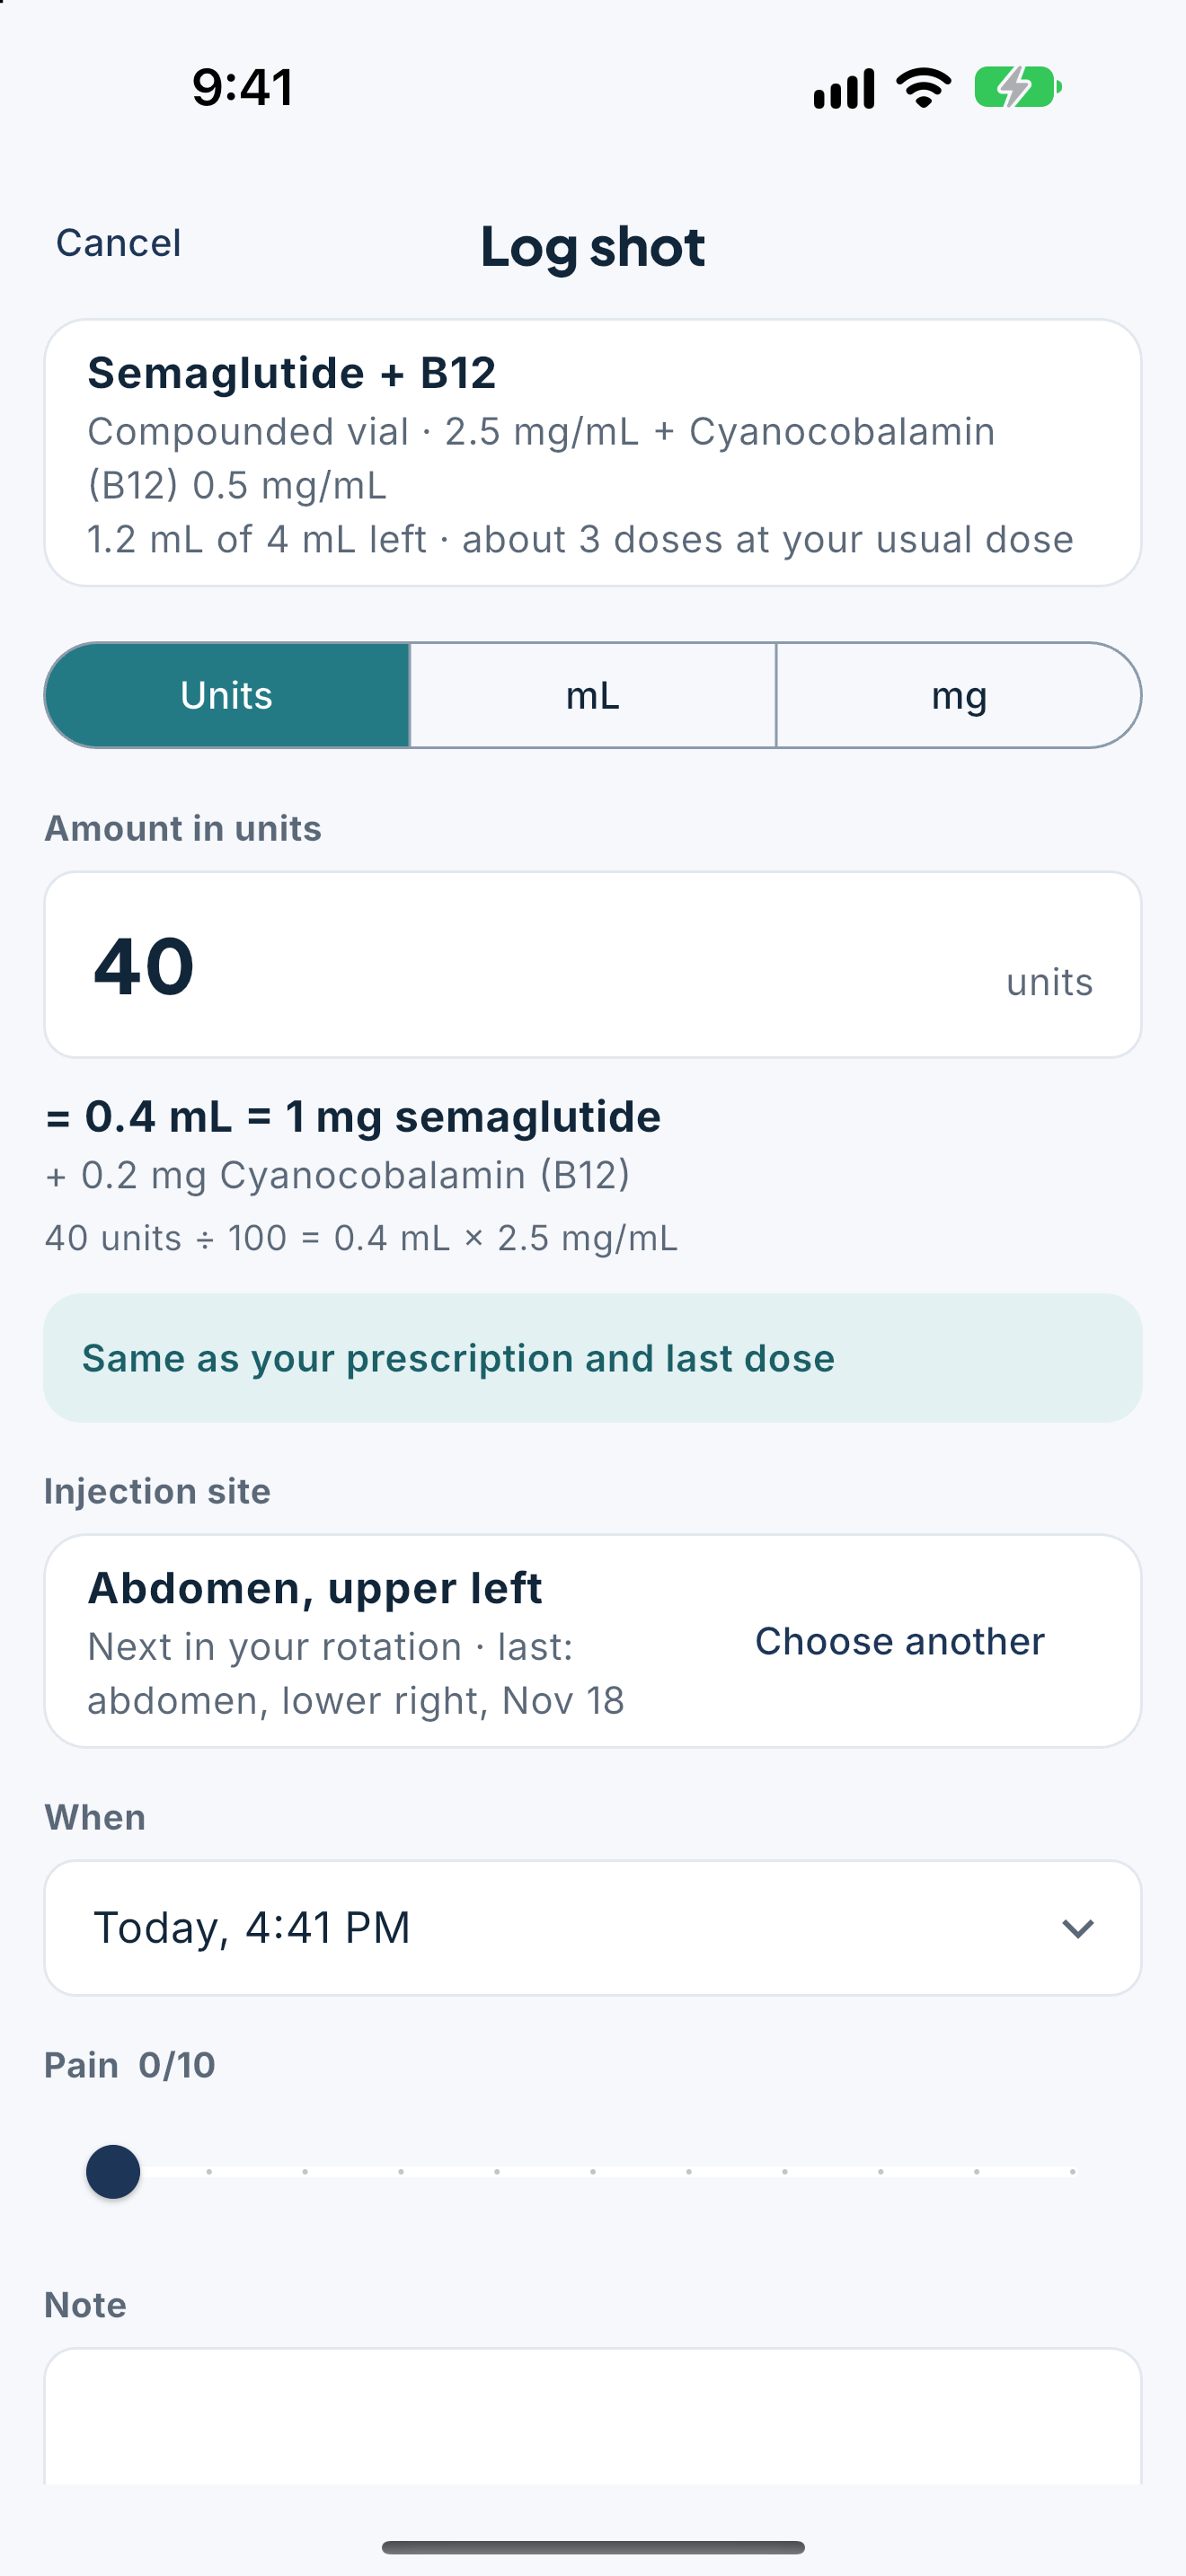 9:41
Cancel
Log shot
Semaglutide + B12
Compounded vial · 2.5 mg/mL + Cyanocobalamin
(B12) 0.5 mg/mL
1.2 mL of 4 mL left · about 3 doses at your usual dose
Units
mL
mg
Amount in units
40
units
= 0.4 mL = 1 mg semaglutide
+ 0.2 mg Cyanocobalamin (B12)
40 units ÷ 100 = 0.4 mL × 2.5 mg/mL
Same as your prescription and last dose
Injection site
Abdomen, upper left
Next in your rotation · last:
abdomen, lower right, Nov 18
Choose another
When
Today, 4:41 PM
Pain 0/10
Note